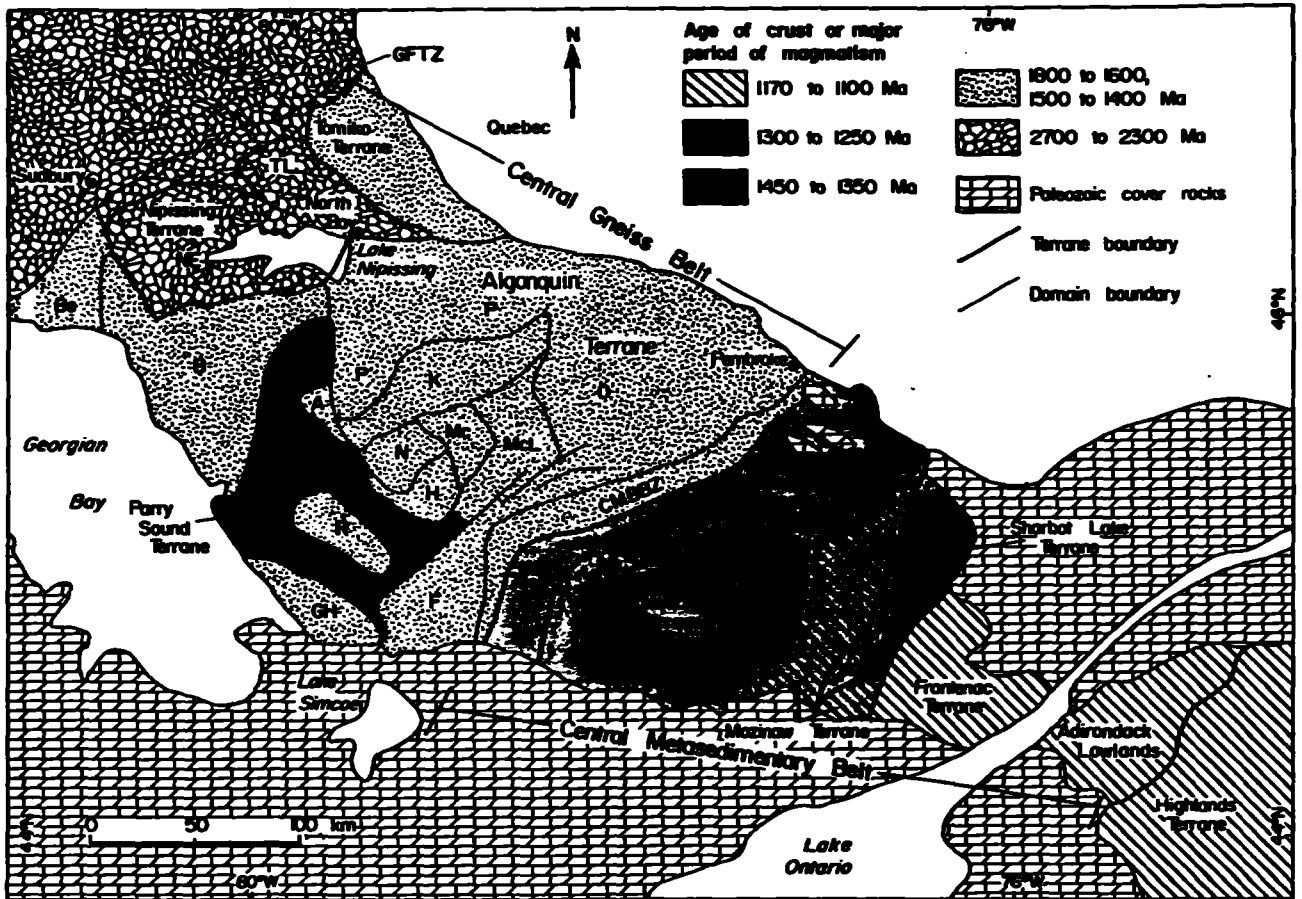 80°W
76°W
GFTZ
N
Age of crust or major
period of magmatism
1170 to 1100 Ma
1300 to 1250 Ma
1450 to 1350 Ma
1800 to 1600,
1500 to 1400 Ma
2700 to 2300 Ma
Paleozoic cover rocks
Terrane boundary
Domain boundary
Quebec
Tomiko
Terrane
Central Gneiss Belt
Sudbury
TL
Nipissing
Terrane
North
Bay
Lake
Nipissing
Algonquin
Terrane
46°N
Be
B
P
P
K
O
Pembroke
A
N
Mc
McL
H
CMBBZ
Georgian
Bay
Parry
Sound
Terrane
R
GH
F
Sharbot Lake
Terrane
Frontenac
Terrane
Mazinaw Terrane
Central Metasedimentary Belt
Adirondack
Lowlands
Highlands
Terrane
Lake
Simcoe
Lake
Ontario
0 50 100 km
44°N
44°N
80°W
76°W